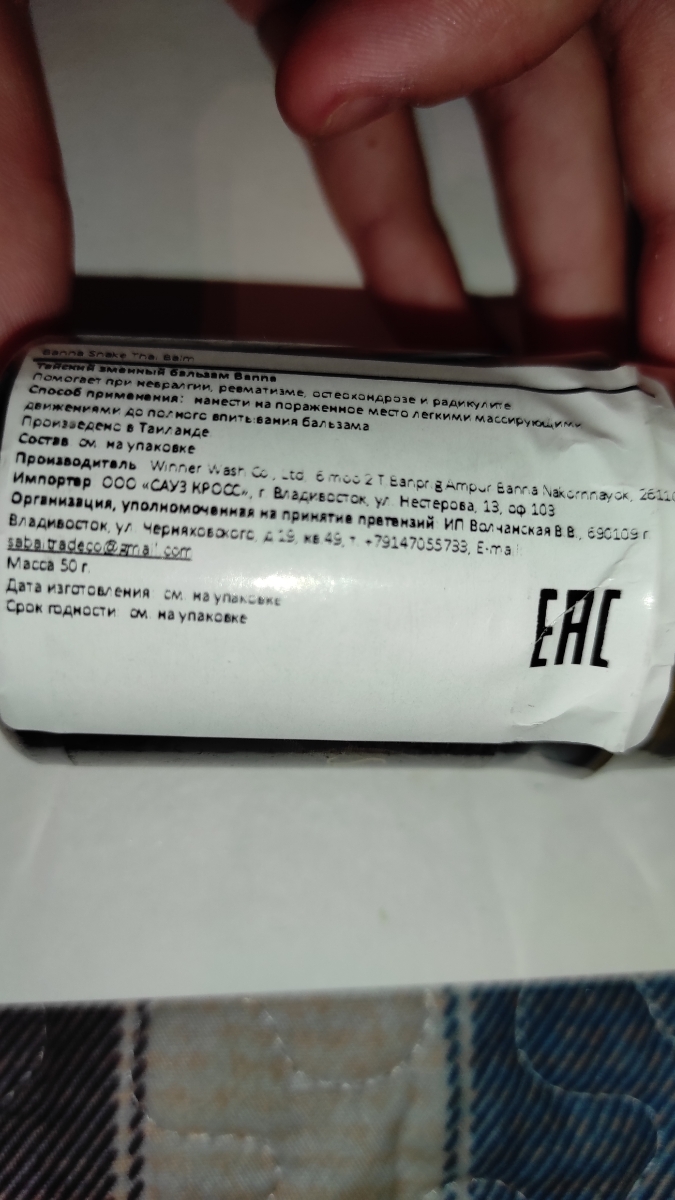 Banna Snake Thai Balm
Тайский змеиный бальзам Banna
Помогает при невралгии, ревматизме, остеохондрозе и радикулите.
Способ применения: нанести на пораженное место легкими массирующими
движениями до полного впитывания бальзама
Произведено в Таиланде.
Состав см. на упаковке
Производитель Winner Wash Co., Ltd. 6 moo 2 T.Banprig Ampur Banna Nakornnayok, 26110
Импортер ООО «САУЗ КРОСС», г. Владивосток, ул. Нестерова, 13, оф 103
Организация, уполномоченная на принятие претензий ИП Волчанская В.В., 690109 г.
Владивосток, ул. Черняховского, д 19, кв 49, т. +79147055733, E-mail:
sabaitradeco@gmail.com
Масса 50 г.
Дата изготовления: см. на упаковке
Срок годности: см. на упаковке
EAC